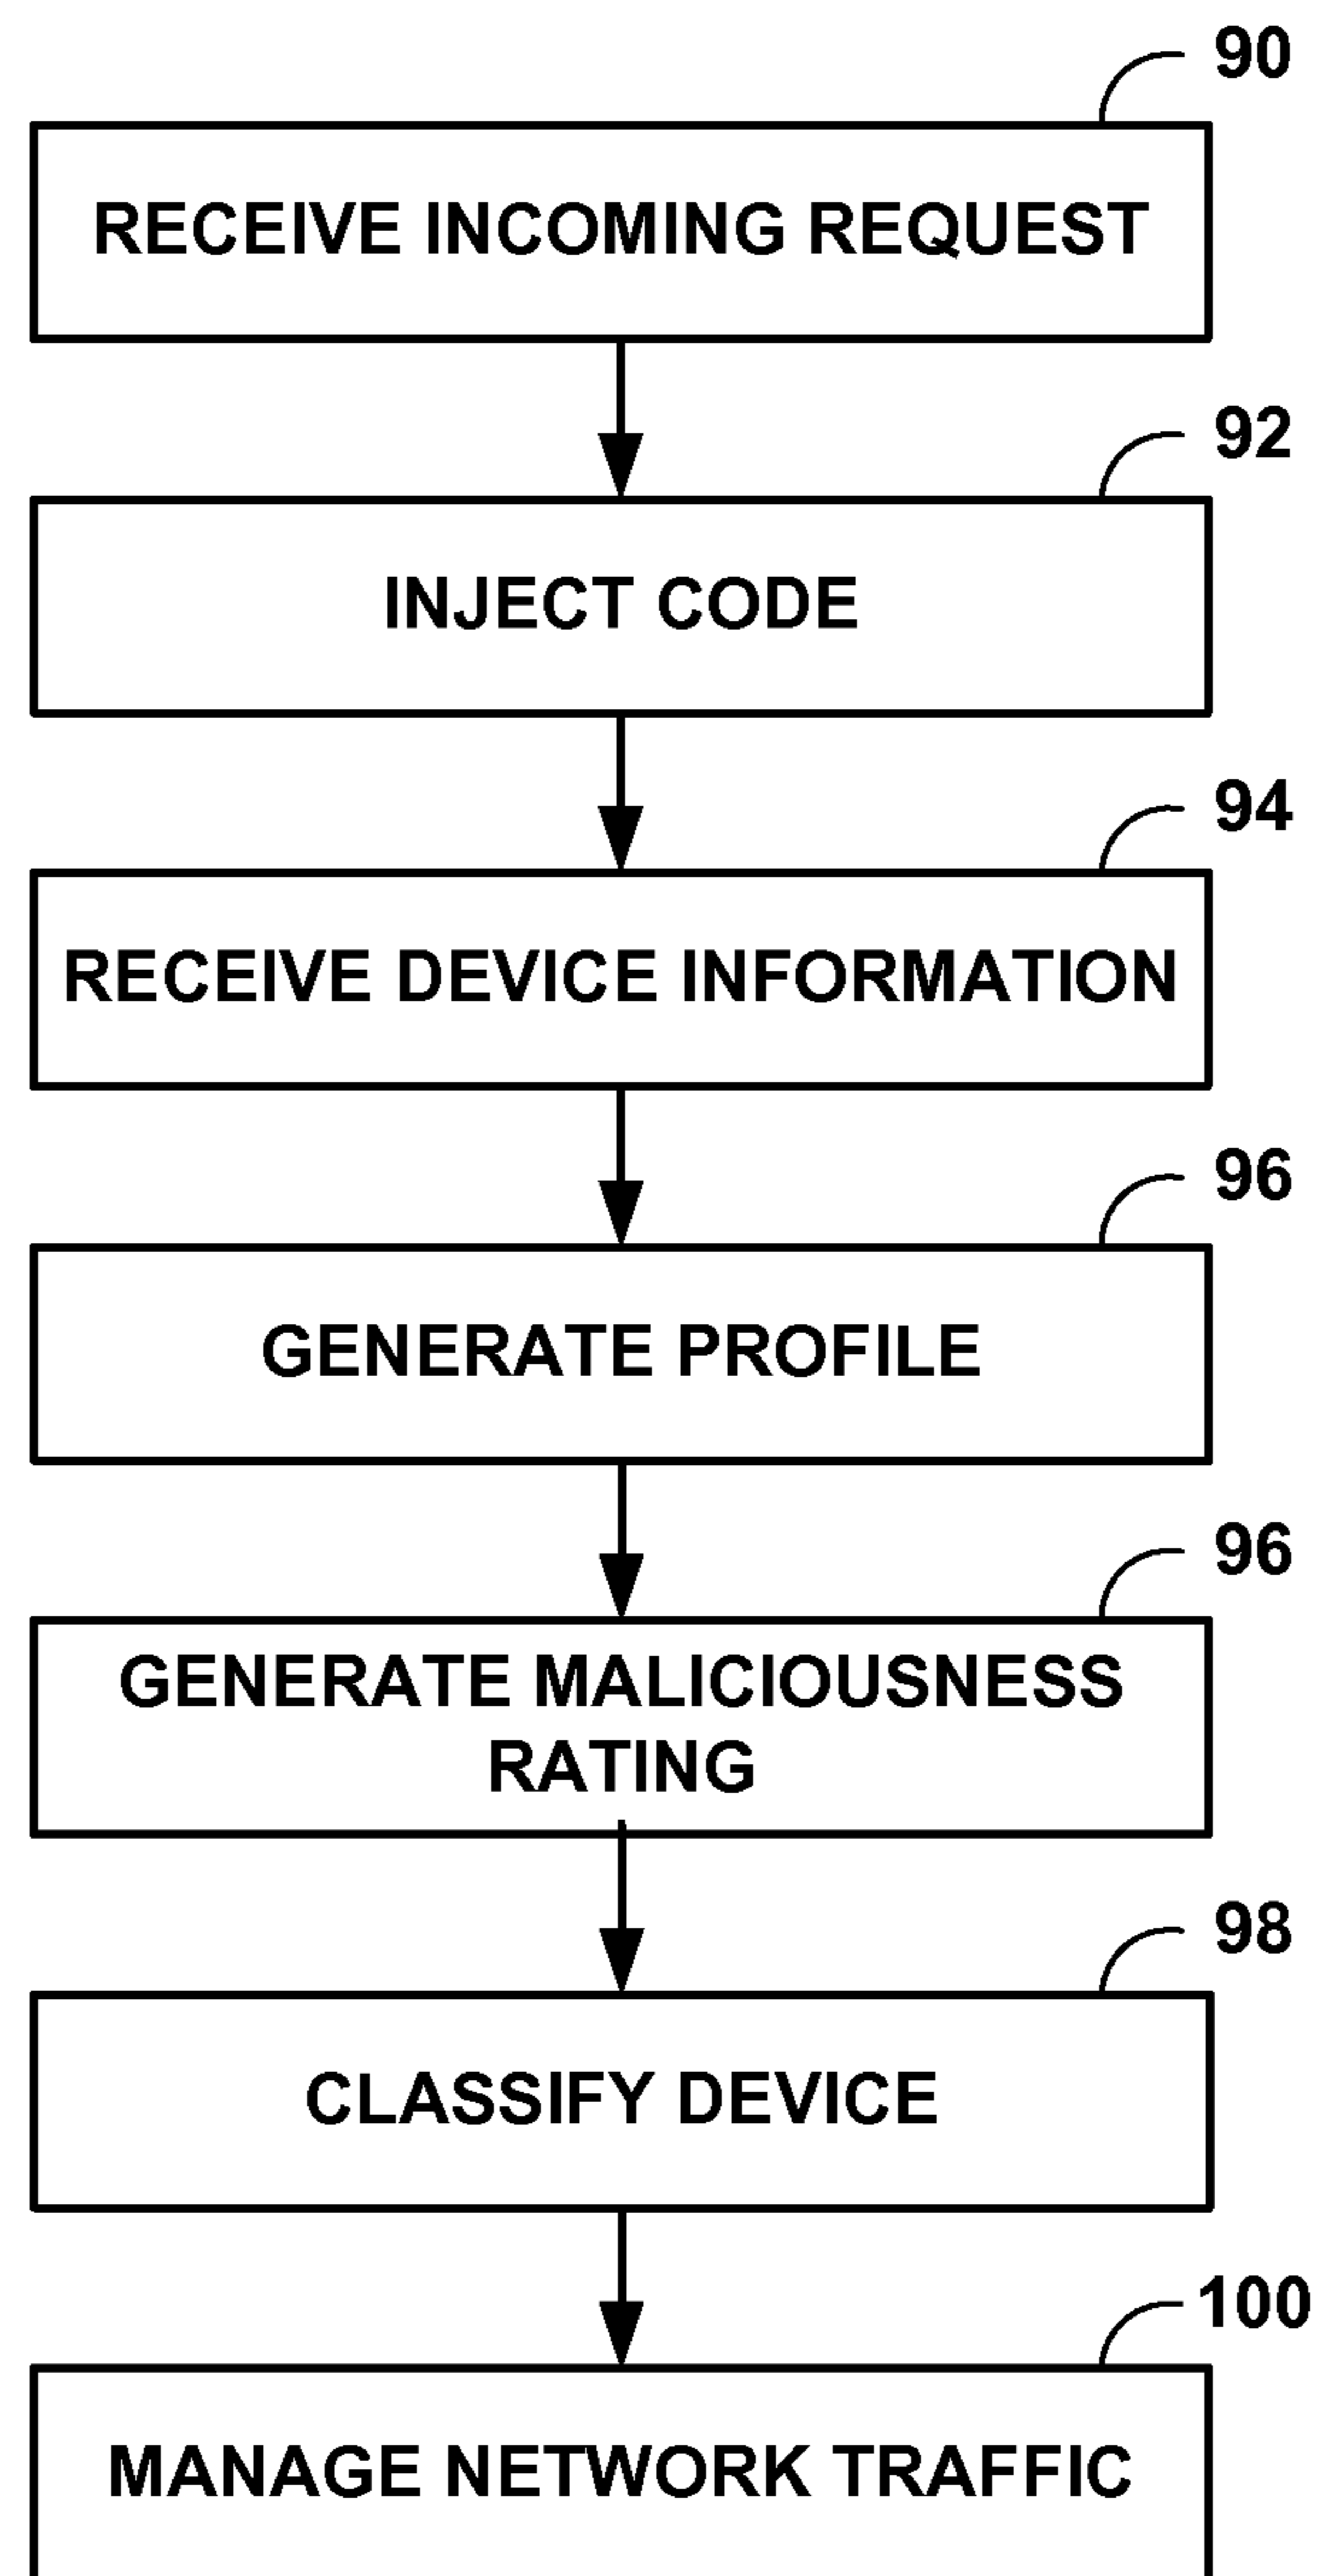 90
RECEIVE INCOMING REQUEST
92
INJECT CODE
94
RECEIVE DEVICE INFORMATION
96
GENERATE PROFILE
96
GENERATE MALICIOUSNESS
RATING
98
CLASSIFY DEVICE
100
MANAGE NETWORK TRAFFIC